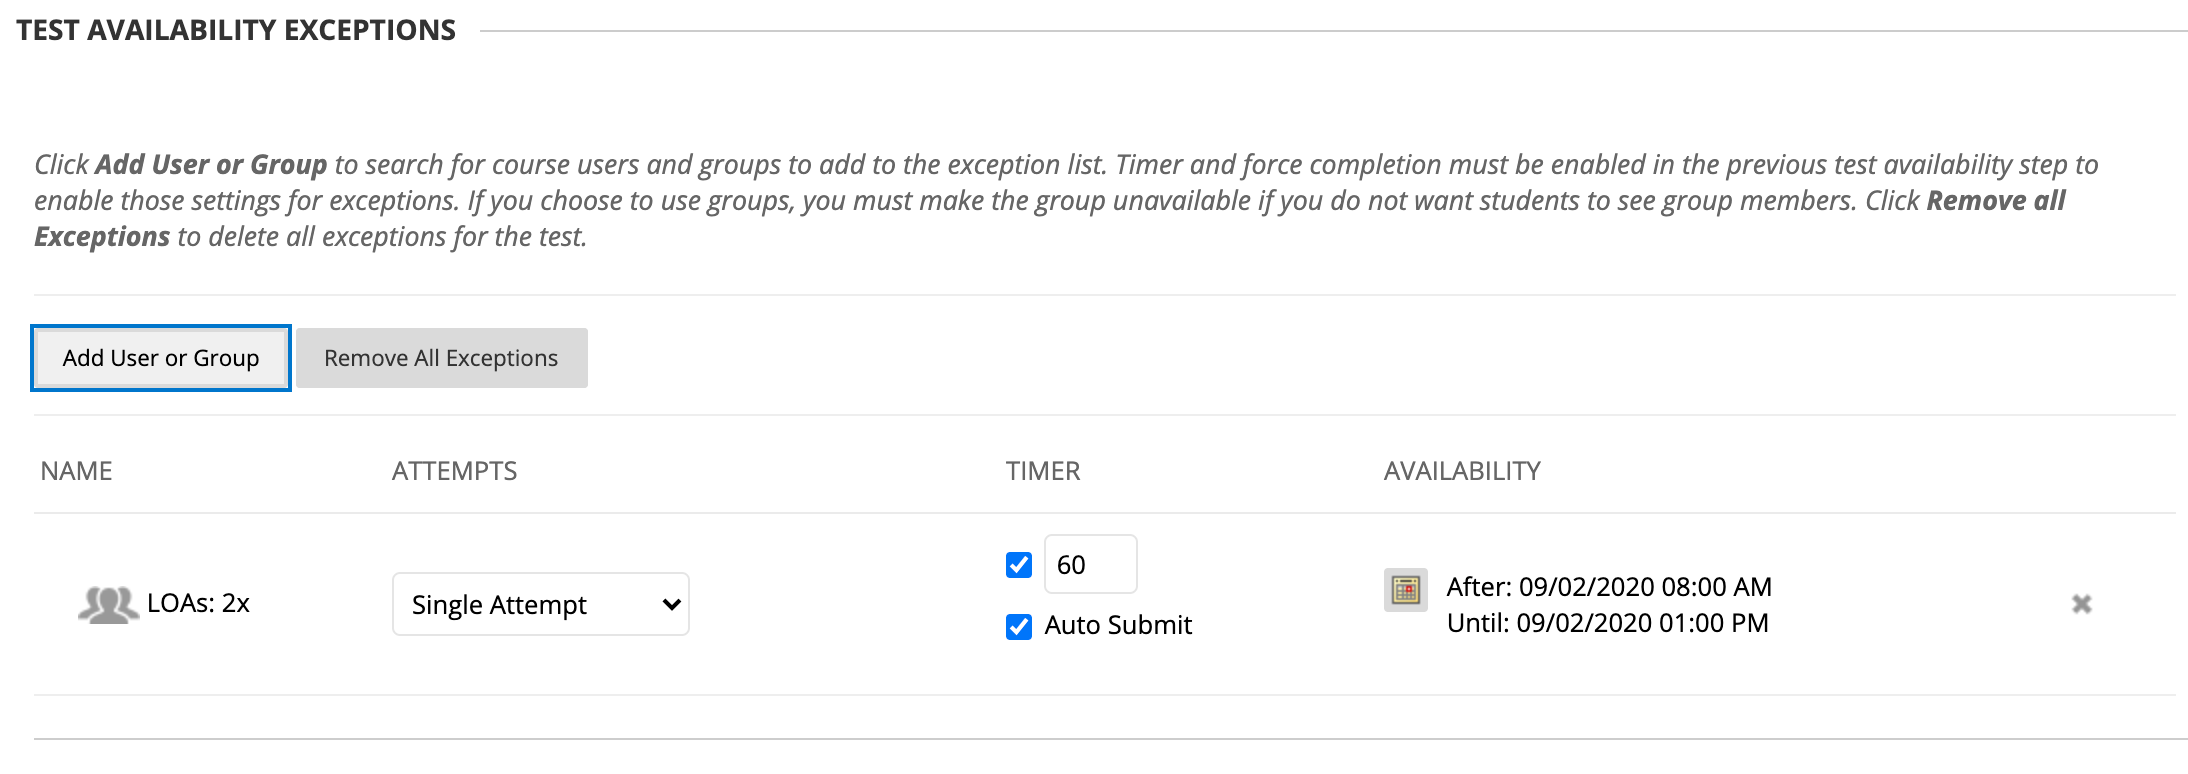 TEST AVAILABILITY EXCEPTIONS
Click Add User or Group to search for course users and groups to add to the exception list. Timer and force completion must be enabled in the previous test availability step to
enable those settings for exceptions. If you choose to use groups, you must make the group unavailable if you do not want students to see group members. Click Remove all
Exceptions to delete all exceptions for the test.
Add User or Group Remove All Exceptions
NAME ATTEMPTS TIMER AVAILABILITY
LOAs: 2x Single Attempt 60
Auto Submit
After: 09/02/2020 08:00 AM
Until: 09/02/2020 01:00 PM